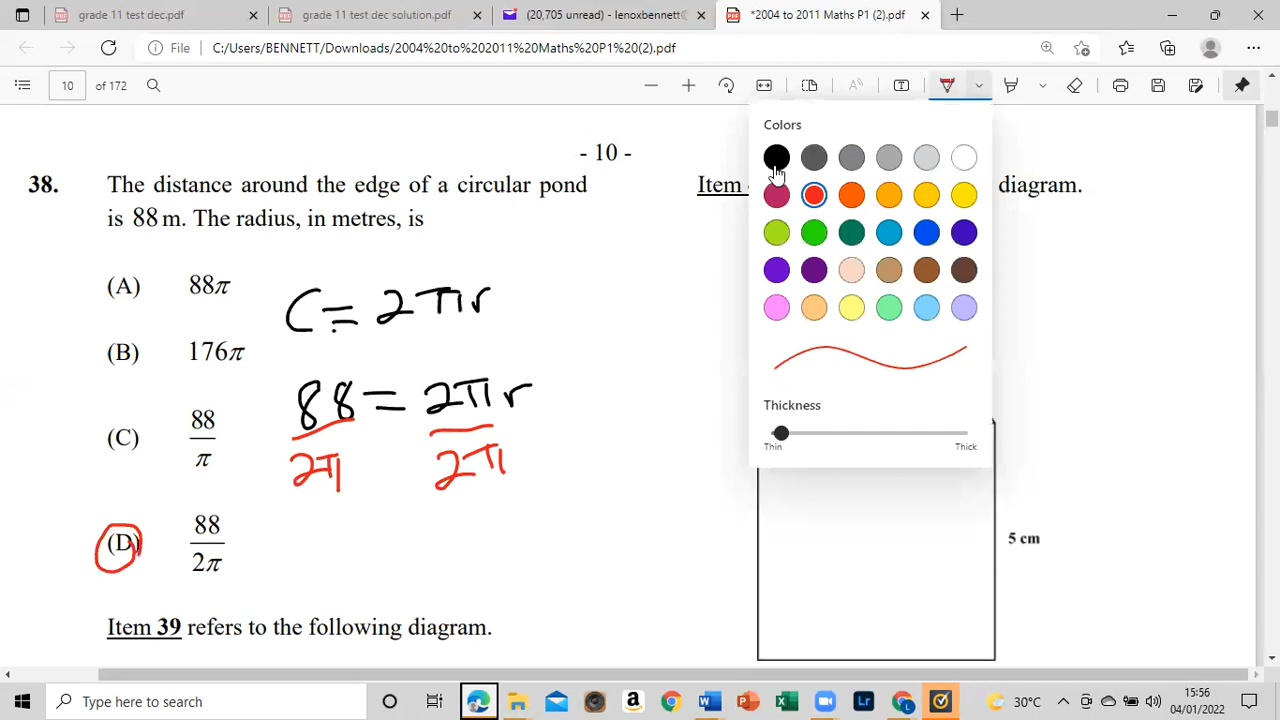 grade 11 test dec.pdf
grade 11 test dec solution.pdf
(20,705 unread) - lenoxbennett
*2004 to 2011 Maths P1 (2).pdf
File C:/Users/BENNETT/Downloads/2004%20to%202011%20Maths%20P1%20(2).pdf
10 of 172
- 10 -
38. The distance around the edge of a circular pond
is 88 m. The radius, in metres, is
(A) 88π
(B) 176π
(C) 88
π
(D) 88
2π
C = 2πr
88 = 2πr
2π 2π
Item 39 refers to the following diagram.
Item
diagram.
5 cm
Colors
Thickness
Thin Thick
Type here to search
30°C
15:56
04/01/2022